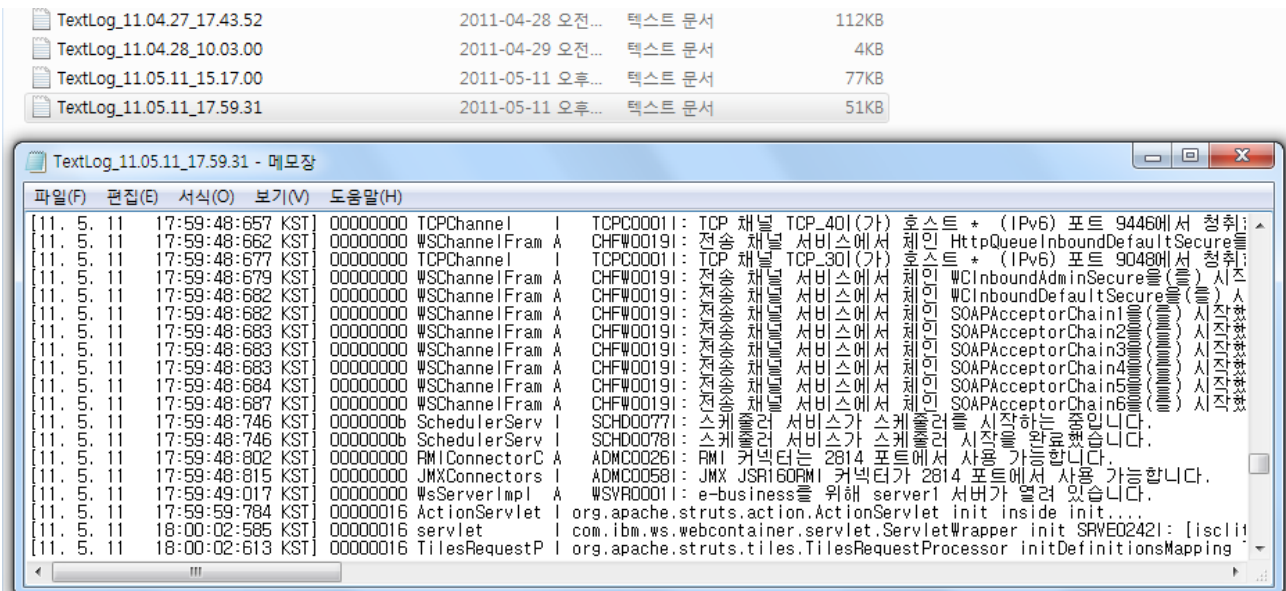 TextLog_11.04.27_17.43.52 2011-04-28 오전... 텍스트 문서 112KB
TextLog_11.04.28_10.03.00 2011-04-29 오전... 텍스트 문서 4KB
TextLog_11.05.11_15.17.00 2011-05-11 오후... 텍스트 문서 77KB
TextLog_11.05.11_17.59.31 2011-05-11 오후... 텍스트 문서 51KB
TextLog_11.05.11_17.59.31 - 메모장
파일(F) 편집(E) 서식(O) 보기(V) 도움말(H)
[11. 5. 11 17:59:48:657 KST] 00000000 TCPChannel I TCPC0001I: TCP 채널 TCP_4이(가) 호스트 * (IPv6) 포트 9446에서 청취
[11. 5. 11 17:59:48:662 KST] 00000000 WSChannelFram A CHFW0019I: 전송 채널 서비스에서 체인 HttpQueueInboundDefaultSecure을
[11. 5. 11 17:59:48:677 KST] 00000000 TCPChannel I TCPC0001I: TCP 채널 TCP_3이(가) 호스트 * (IPv6) 포트 9048에서 청취
[11. 5. 11 17:59:48:679 KST] 00000000 WSChannelFram A CHFW0019I: 전송 채널 서비스에서 체인 WCInboundAdminSecure을(를) 시작
[11. 5. 11 17:59:48:682 KST] 00000000 WSChannelFram A CHFW0019I: 전송 채널 서비스에서 체인 WCInboundDefaultSecure을(를) 시
[11. 5. 11 17:59:48:682 KST] 00000000 WSChannelFram A CHFW0019I: 전송 채널 서비스에서 체인 SOAPAcceptorChain1을(를) 시작했
[11. 5. 11 17:59:48:683 KST] 00000000 WSChannelFram A CHFW0019I: 전송 채널 서비스에서 체인 SOAPAcceptorChain2을(를) 시작했
[11. 5. 11 17:59:48:683 KST] 00000000 WSChannelFram A CHFW0019I: 전송 채널 서비스에서 체인 SOAPAcceptorChain3을(를) 시작했
[11. 5. 11 17:59:48:683 KST] 00000000 WSChannelFram A CHFW0019I: 전송 채널 서비스에서 체인 SOAPAcceptorChain4을(를) 시작했
[11. 5. 11 17:59:48:684 KST] 00000000 WSChannelFram A CHFW0019I: 전송 채널 서비스에서 체인 SOAPAcceptorChain5을(를) 시작했
[11. 5. 11 17:59:48:687 KST] 00000000 WSChannelFram A CHFW0019I: 전송 채널 서비스에서 체인 SOAPAcceptorChain6을(를) 시작했
[11. 5. 11 17:59:48:746 KST] 0000000b SchedulerServ I SCHD0077I: 스케줄러 서비스가 스케줄러를 시작하는 중입니다.
[11. 5. 11 17:59:48:746 KST] 0000000b SchedulerServ I SCHD0078I: 스케줄러 서비스가 스케줄러 시작을 완료했습니다.
[11. 5. 11 17:59:48:802 KST] 00000000 RMIConnectorC A ADMC0026I: RMI 커넥터는 2814 포트에서 사용 가능합니다.
[11. 5. 11 17:59:48:815 KST] 00000000 JMXConnectors I ADMC0058I: JMX JSR160RMI 커넥터가 2814 포트에서 사용 가능합니다.
[11. 5. 11 17:59:49:017 KST] 00000000 WsServerImpl A WSVR0001I: e-business를 위해 server1 서버가 열려 있습니다.
[11. 5. 11 17:59:59:784 KST] 00000016 ActionServlet I org.apache.struts.action.ActionServlet init inside init....
[11. 5. 11 18:00:02:585 KST] 00000016 servlet I com.ibm.ws.webcontainer.servlet.ServletWrapper init SRVE0242I: [isclit
[11. 5. 11 18:00:02:613 KST] 00000016 TilesRequestP I org.apache.struts.tiles.TilesRequestProcessor initDefinitionsMapping